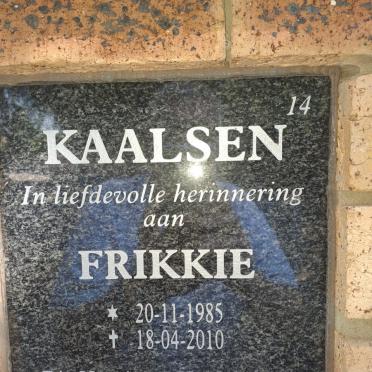 14
KAALSEN
In liefdevolle herinnering
aan
FRIKKIE
* 20-11-1985
✝ 18-04-2010